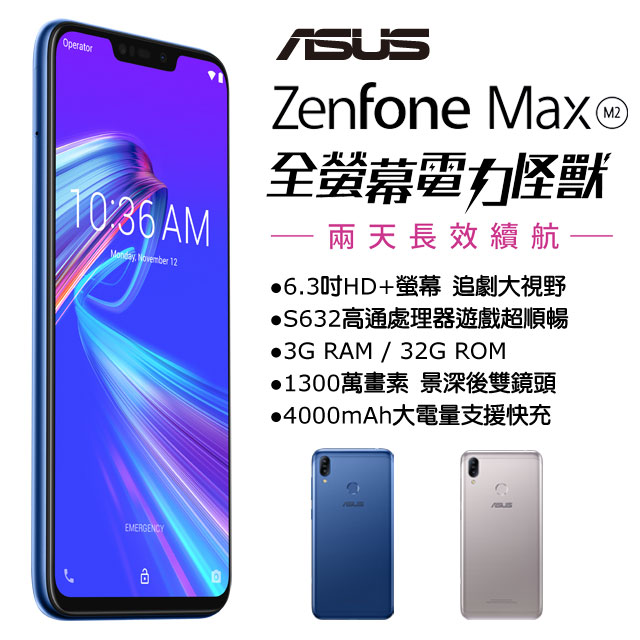 Operator
10:36 AM
Monday, November 12
EMERGENCY
ASUS
Zenfone Max M2
全螢幕電力怪獸
兩天長效續航
●6.3吋HD+螢幕 追劇大視野
●S632高通處理器遊戲超順暢
●3G RAM / 32G ROM
●1300萬畫素 景深後雙鏡頭
●4000mAh大電量支援快充
ASUS
ASUS